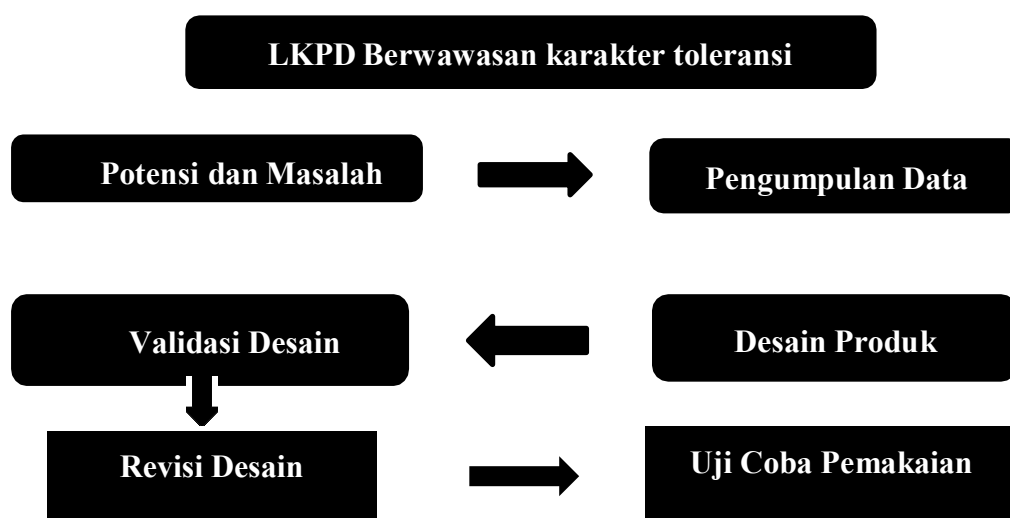 LKPD Berwawasan karakter toleransi
Potensi dan Masalah
Pengumpulan Data
Validasi Desain
Desain Produk
Revisi Desain
Uji Coba Pemakaian